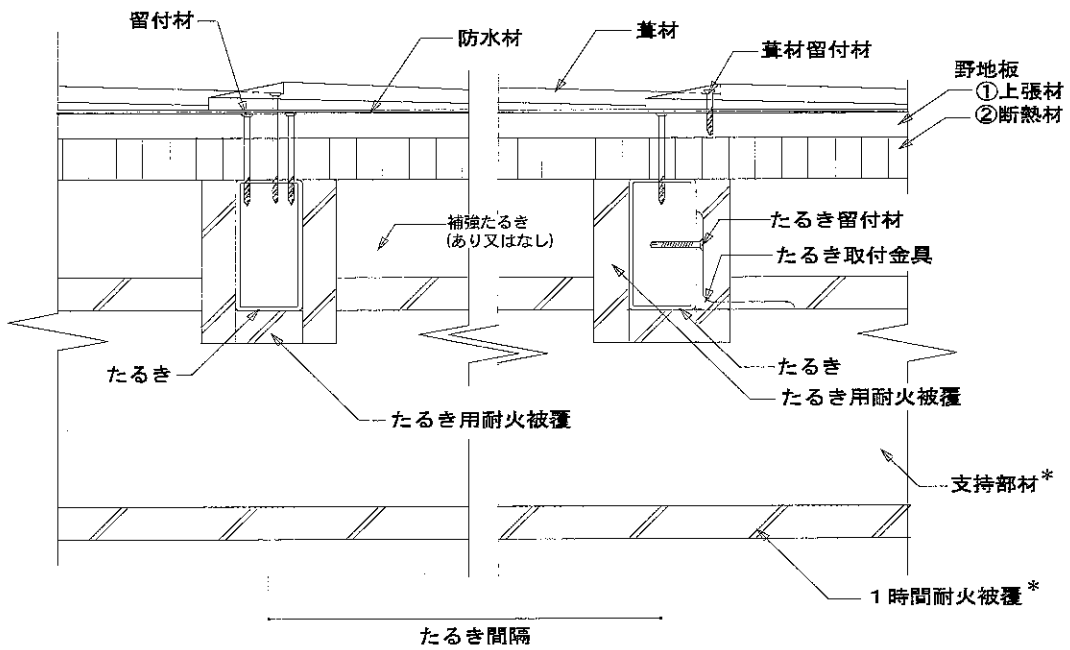 留付材
防水材
葺材
葺材留付材
野地板
①上張材
②断熱材
補強たるき
(あり又はなし)
たるき留付材
たるき取付金具
たるき
たるき
たるき用耐火被覆
たるき用耐火被覆
支持部材*
1時間耐火被覆*
たるき間隔